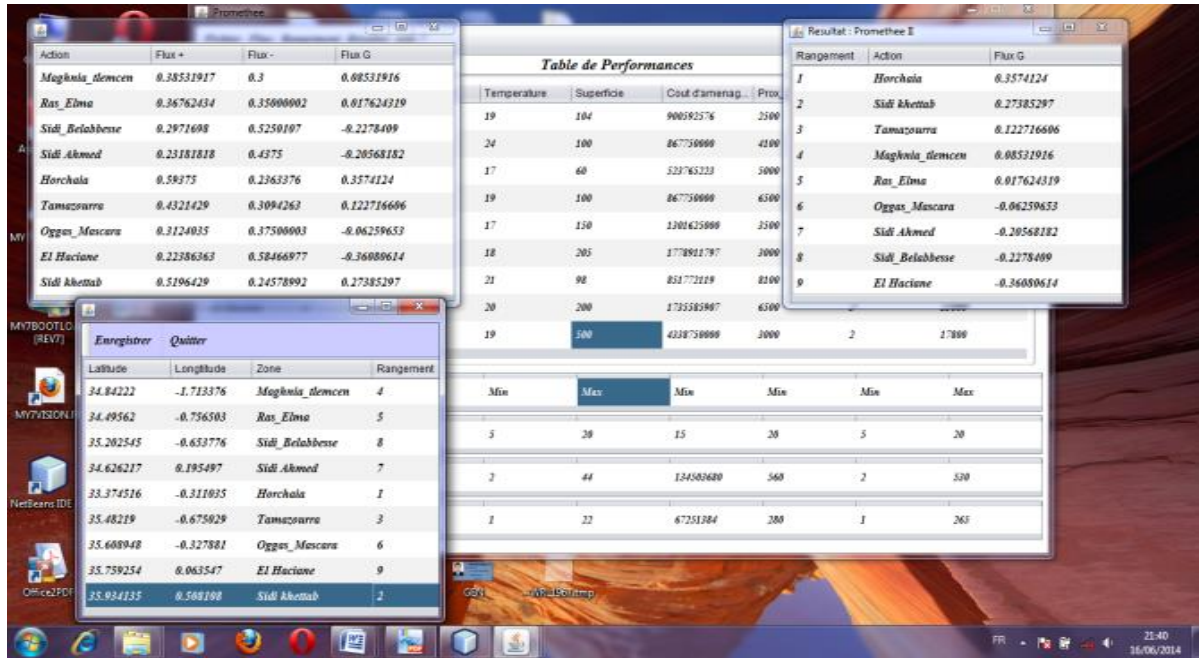 Promethee
Action Flux + Flux - Flux G
Maghnia_tlemcen 0.38531917 0.3 0.08531916
Ras_Elma 0.36762434 0.35000002 0.017624319
Sidi_Belabbesse 0.2971698 0.5250107 -0.2278409
Sidi Ahmed 0.23181818 0.4375 -0.20568182
Horchaia 0.59375 0.2363376 0.3574124
Tamazourra 0.4321429 0.3094263 0.122716606
Oggas_Mascara 0.3124035 0.37500003 -0.06259653
El Haciane 0.22386363 0.58466977 -0.36080614
Sidi khettab 0.5196429 0.24578992 0.27385297
Table de Performances
Temperature Superficie Cout d'amenag... Prox_
19 104 900592576 2500
24 100 867750000 4100
17 60 523765223 5000
19 100 867750000 6500
17 150 1301625000 3500
18 205 1778911797 3000
21 98 851772119 8100
20 200 1735585907 6500
19 500 4338750000 3000 2 17800
Min Max Min Min Min Max
5 20 15 20 5 20
2 44 134503680 560 2 530
1 22 67251384 280 1 265
Resultat : Promethee II
Rangement Action Flux G
1 Horchaia 0.3574124
2 Sidi khettab 0.27385297
3 Tamazourra 0.122716606
4 Maghnia_tlemcen 0.08531916
5 Ras_Elma 0.017624319
6 Oggas_Mascara -0.06259653
7 Sidi Ahmed -0.20568182
8 Sidi_Belabbesse -0.2278409
9 El Haciane -0.36080614
Enregistrer Quitter
Latitude Longtitude Zone Rangement
34.84222 -1.713376 Maghnia_tlemcen 4
34.49562 -0.756503 Ras_Elma 5
35.202545 -0.653776 Sidi_Belabbesse 8
34.626217 0.195497 Sidi Ahmed 7
33.374516 -0.311035 Horchaia 1
35.48219 -0.675029 Tamazourra 3
35.608948 -0.327881 Oggas_Mascara 6
35.759254 0.063547 El Haciane 9
35.934135 0.508108 Sidi khettab 2
MY7BOOTLO
[REV7]
MY7VISION.
NetBeans IDE
Office2PDF
GEN
FR
21:40
16/06/2014